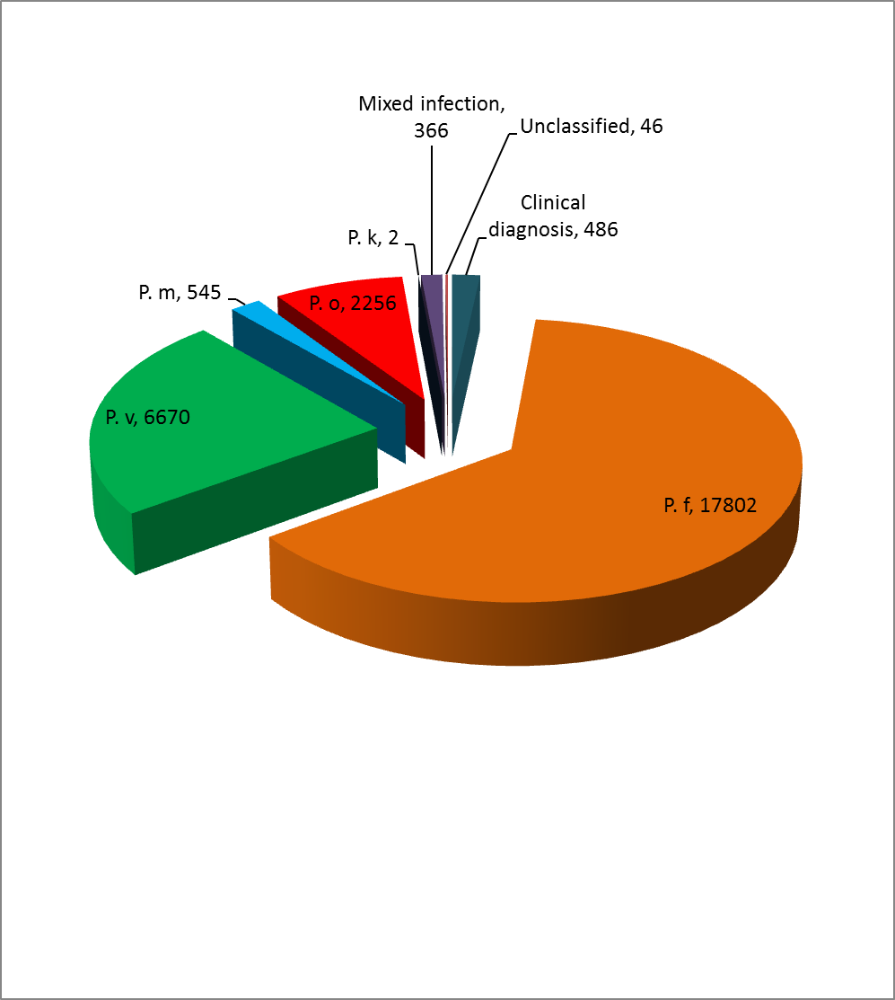 Mixed infection,
366
Unclassified, 46
Clinical
diagnosis, 486
P. k, 2
P. m, 545
P. o, 2256
P. v, 6670
P. f, 17802